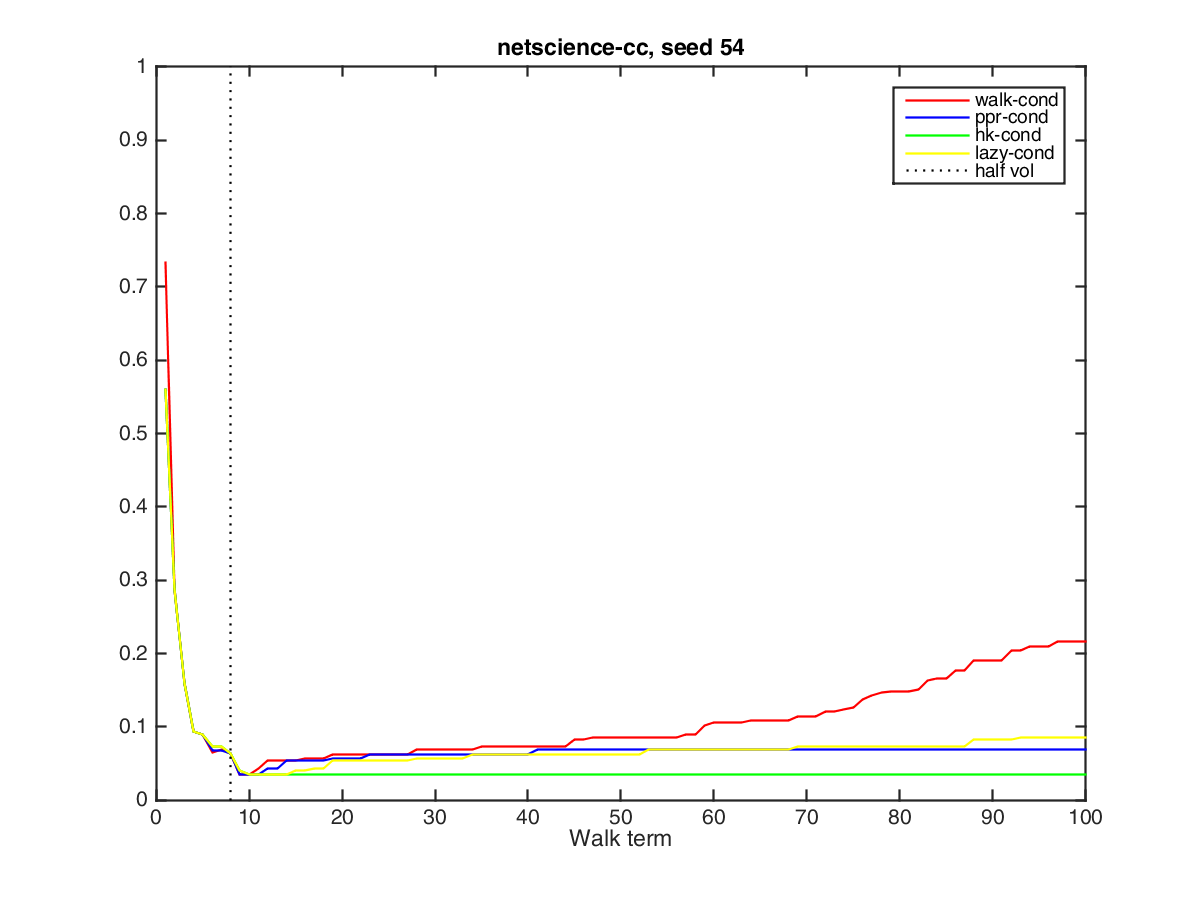 netscience-cc, seed 54
1
0.9
0.8
0.7
0.6
0.5
0.4
0.3
0.2
0.1
0
walk-cond
ppr-cond
hk-cond
lazy-cond
half vol
0 10 20 30 40 50 60 70 80 90 100
Walk term